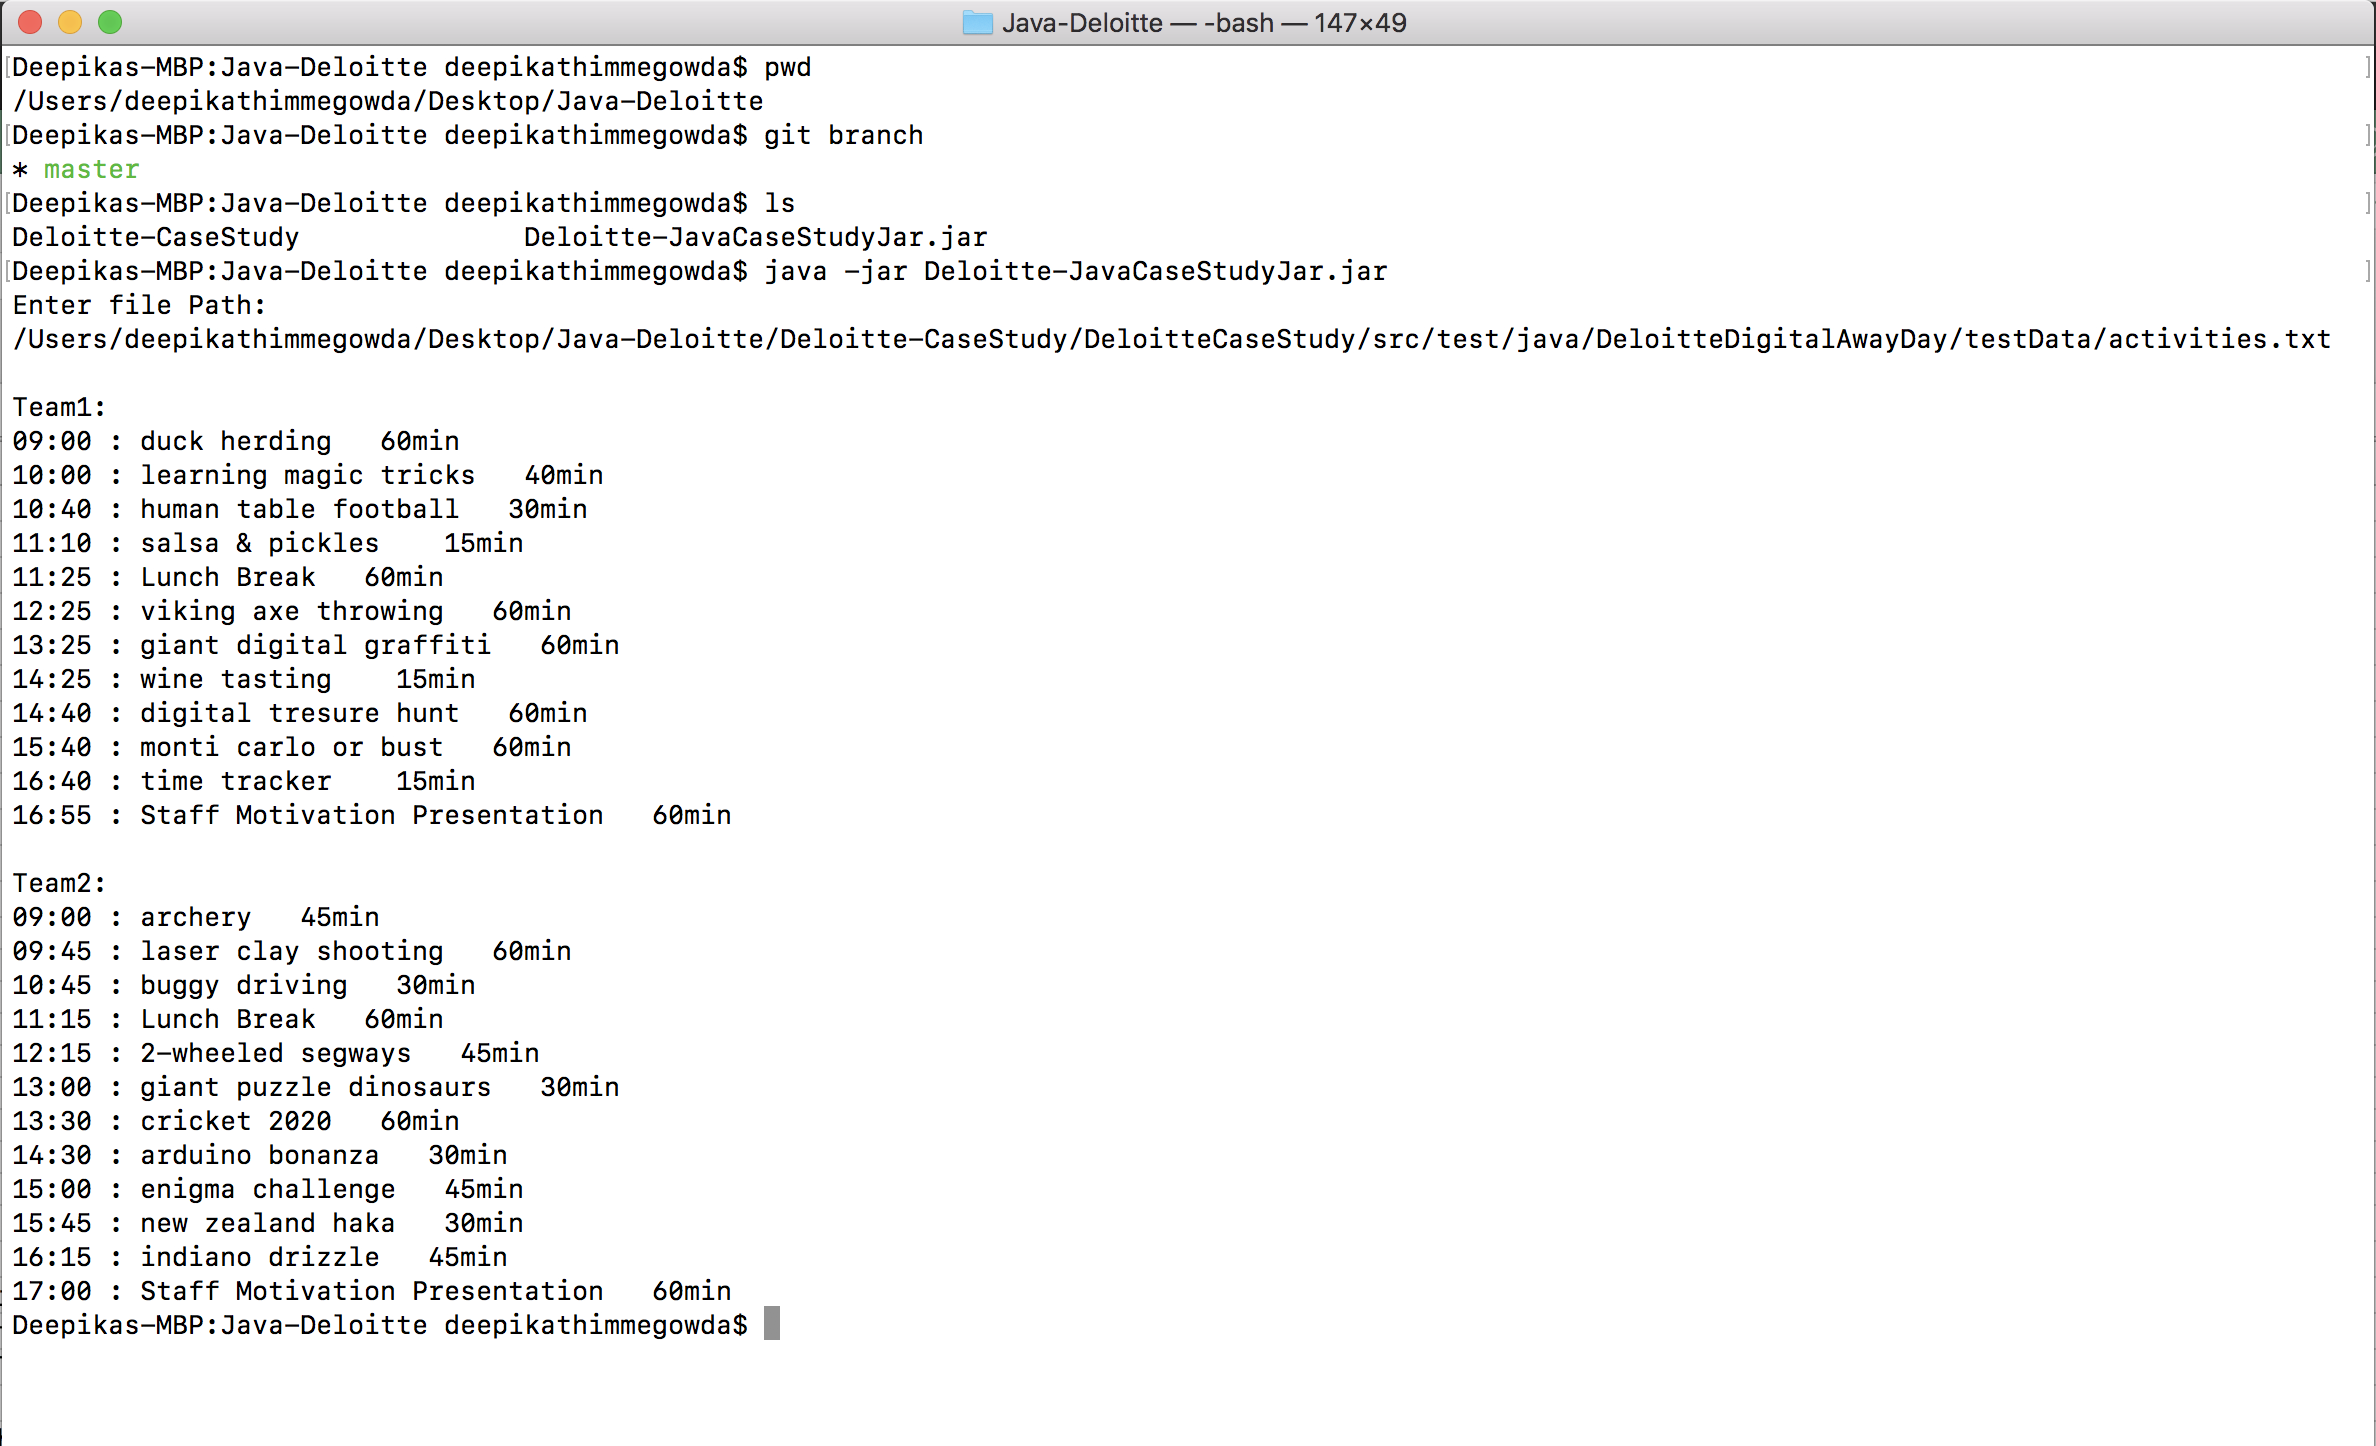 Java-Deloitte — -bash — 147×49
Deepikas-MBP:Java-Deloitte deepikathimmegowda$ pwd
/Users/deepikathimmegowda/Desktop/Java-Deloitte
Deepikas-MBP:Java-Deloitte deepikathimmegowda$ git branch
* master
Deepikas-MBP:Java-Deloitte deepikathimmegowda$ ls
Deloitte-CaseStudy              Deloitte-JavaCaseStudyJar.jar
Deepikas-MBP:Java-Deloitte deepikathimmegowda$ java -jar Deloitte-JavaCaseStudyJar.jar
Enter file Path:
/Users/deepikathimmegowda/Desktop/Java-Deloitte/Deloitte-CaseStudy/DeloitteCaseStudy/src/test/java/DeloitteDigitalAwayDay/testData/activities.txt
Team1:
09:00 : duck herding   60min
10:00 : learning magic tricks   40min
10:40 : human table football   30min
11:10 : salsa & pickles    15min
11:25 : Lunch Break   60min
12:25 : viking axe throwing   60min
13:25 : giant digital graffiti   60min
14:25 : wine tasting    15min
14:40 : digital tresure hunt   60min
15:40 : monti carlo or bust   60min
16:40 : time tracker    15min
16:55 : Staff Motivation Presentation   60min
Team2:
09:00 : archery   45min
09:45 : laser clay shooting   60min
10:45 : buggy driving   30min
11:15 : Lunch Break   60min
12:15 : 2-wheeled segways   45min
13:00 : giant puzzle dinosaurs   30min
13:30 : cricket 2020   60min
14:30 : arduino bonanza   30min
15:00 : enigma challenge   45min
15:45 : new zealand haka   30min
16:15 : indiano drizzle   45min
17:00 : Staff Motivation Presentation   60min
Deepikas-MBP:Java-Deloitte deepikathimmegowda$